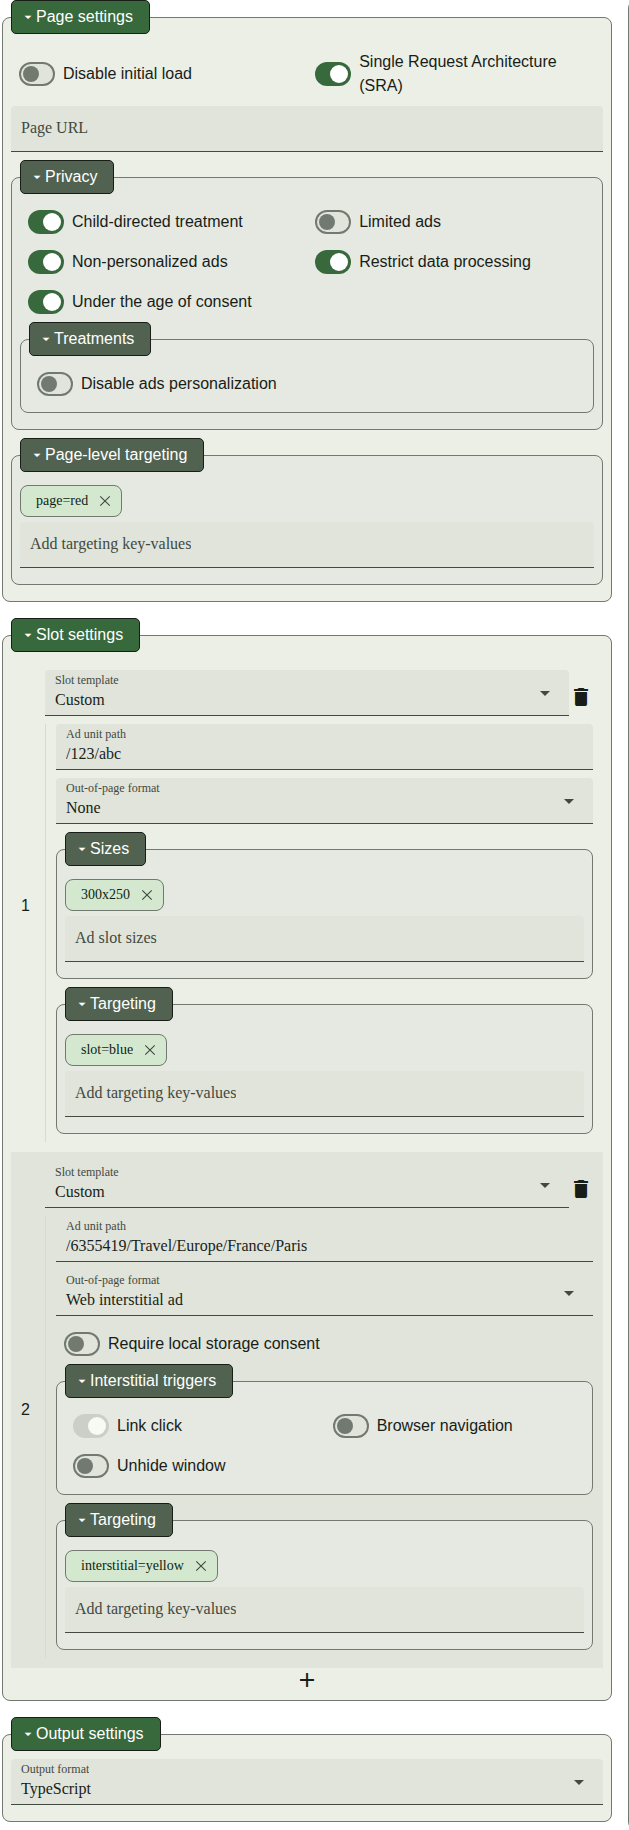 Page settings
Disable initial load
Single Request Architecture
(SRA)
Page URL
Privacy
Child-directed treatment
Limited ads
Non-personalized ads
Restrict data processing
Under the age of consent
Treatments
Disable ads personalization
Page-level targeting
page=red
Add targeting key-values
Slot settings
Slot template
Custom
Ad unit path
/123/abc
Out-of-page format
None
Sizes
1
300x250
Ad slot sizes
Targeting
slot=blue
Add targeting key-values
Slot template
Custom
Ad unit path
/6355419/Travel/Europe/France/Paris
Out-of-page format
Web interstitial ad
Require local storage consent
Interstitial triggers
2
Link click
Browser navigation
Unhide window
Targeting
interstitial=yellow
Add targeting key-values
+
Output settings
Output format
TypeScript